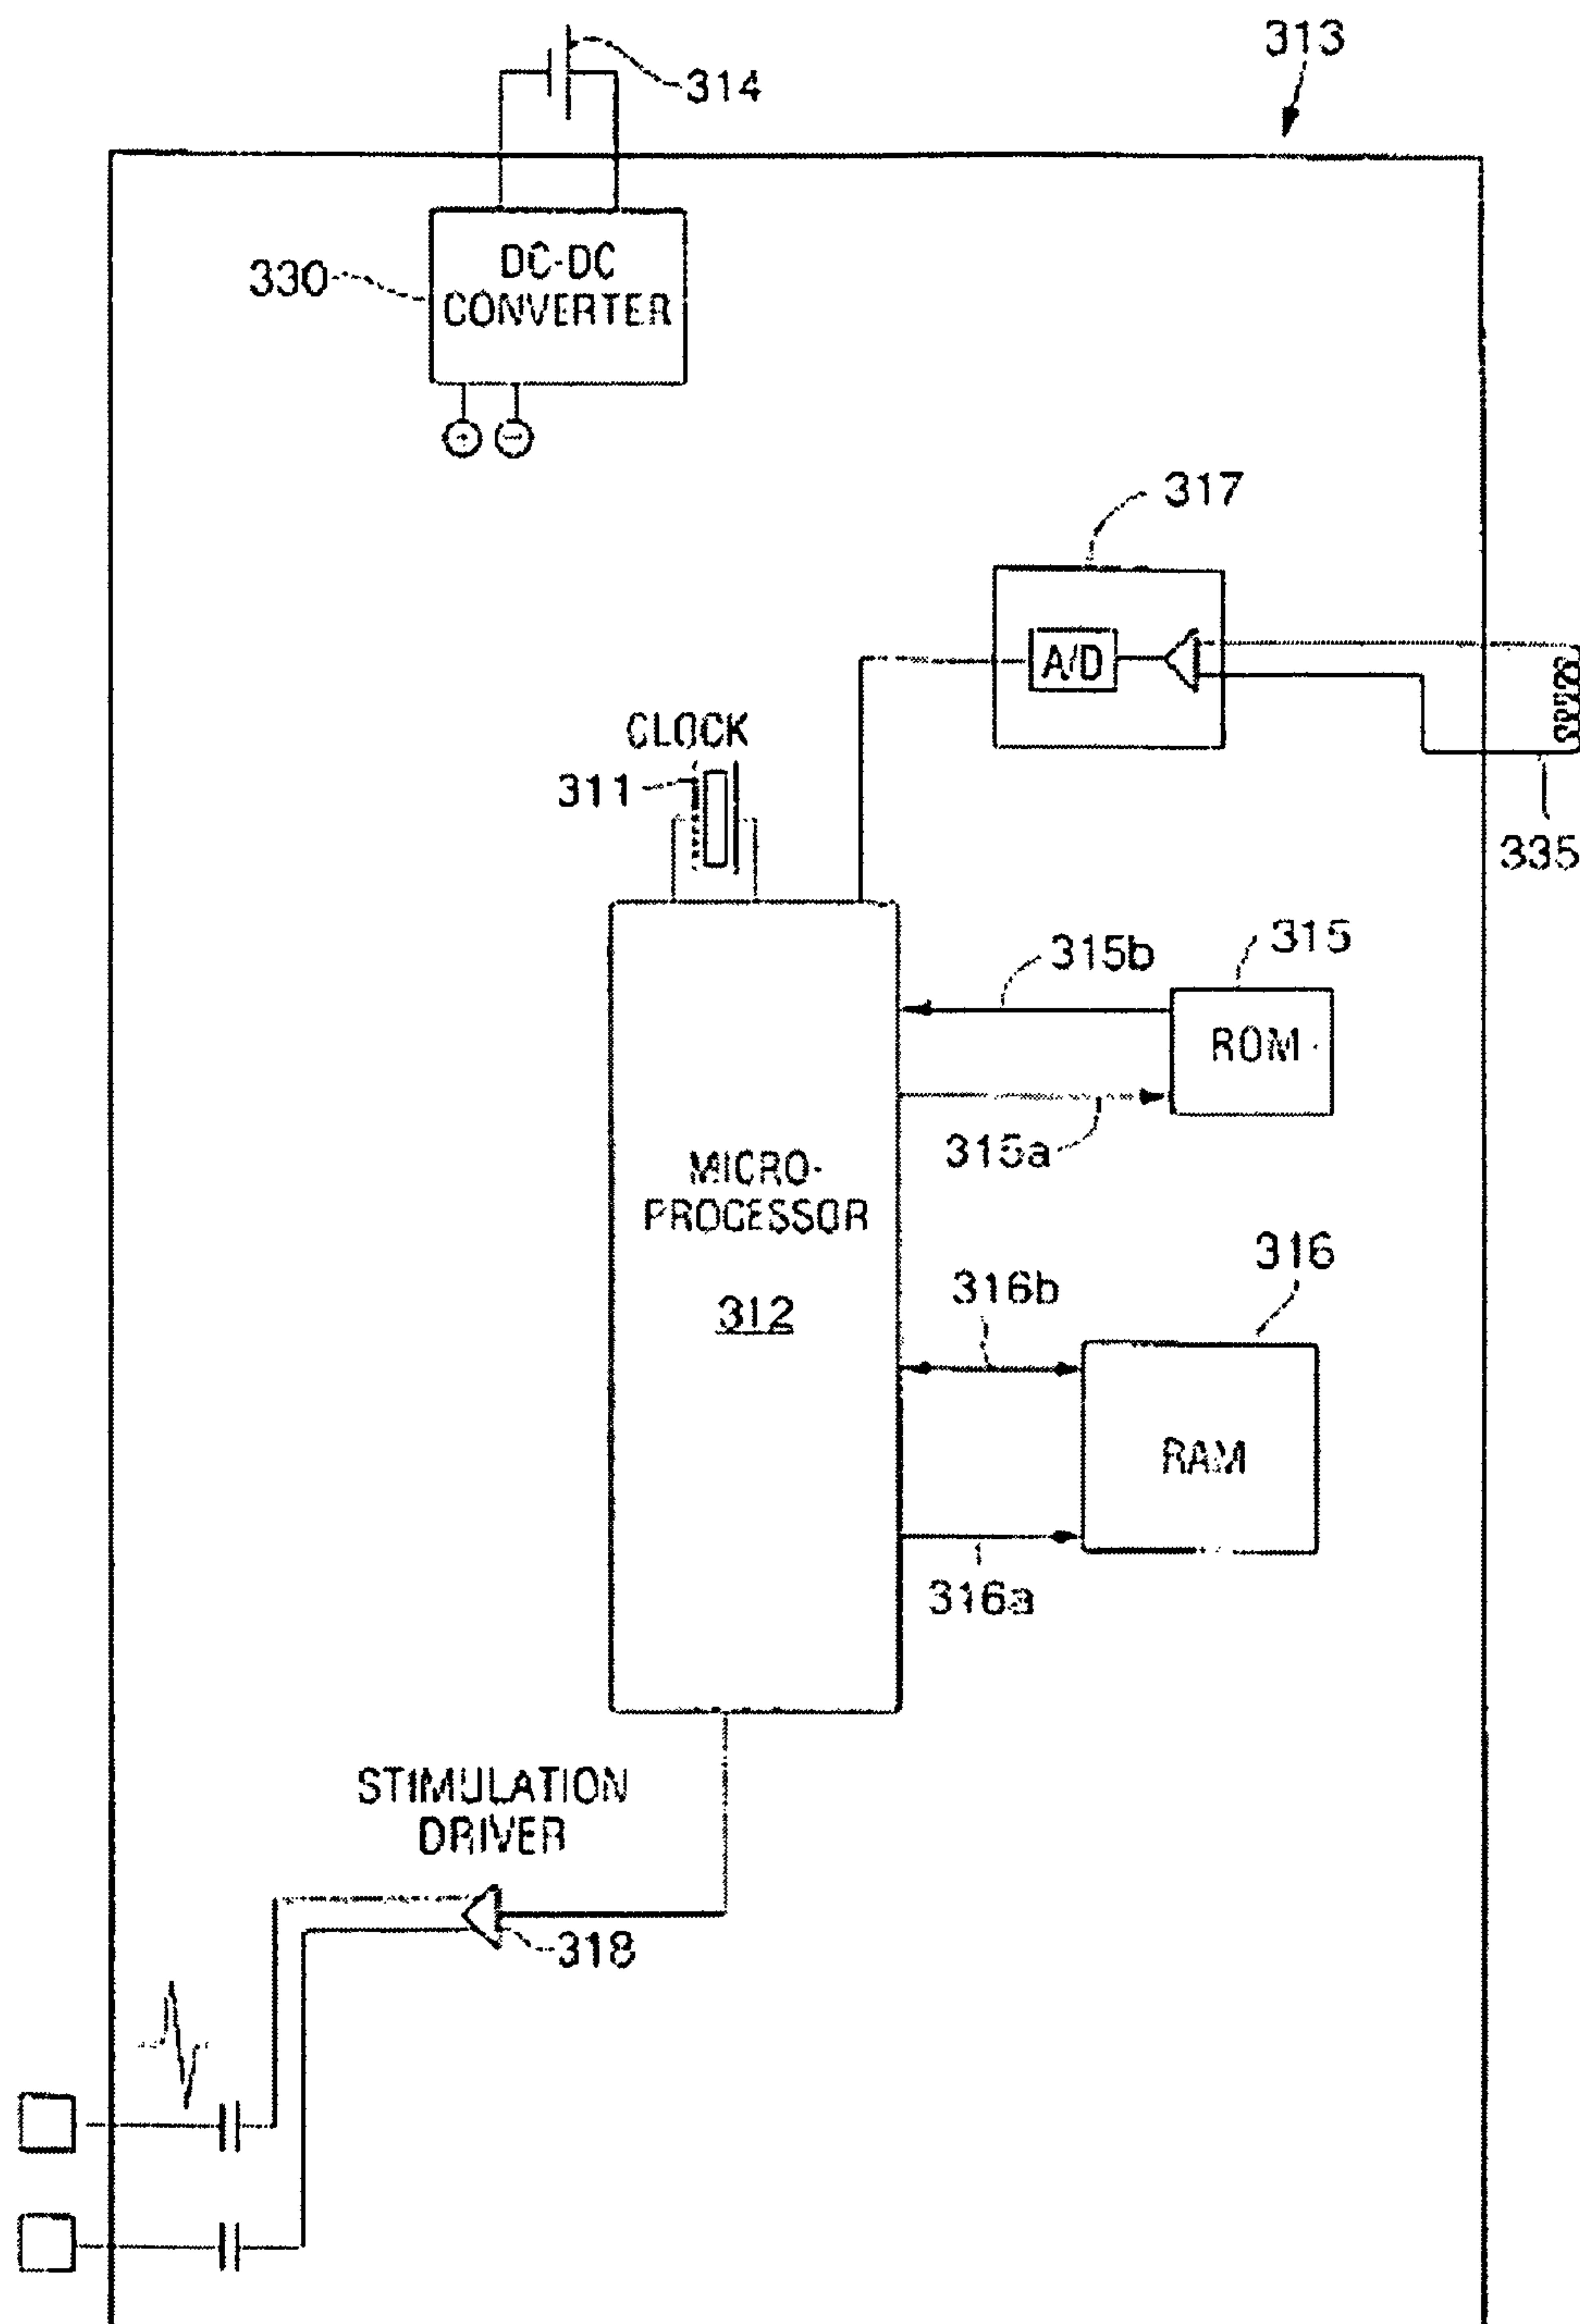 313
314
330
DC-DC
CONVERTER
+ −
317
A/D
CLOCK
311
335
315b
315
ROM
315a
MICRO-
PROCESSOR
312
316b
316
RAM
316a
STIMULATION
DRIVER
318